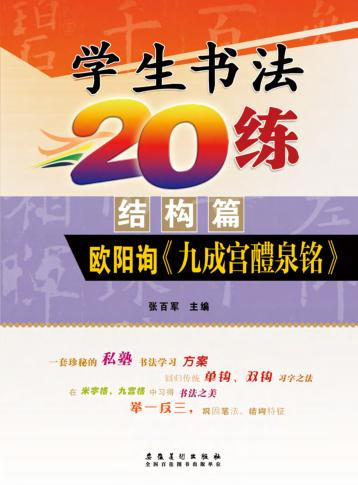 学生书法
20练
结构篇
欧阳询《九成宫醴泉铭》
张百军 主编
一套珍秘的 私塾 书法学习 方案
回归传统 单钩、双钩 习字之法
在 米字格、九宫格 中习得 书法之美
举一反三，巩固笔法、结构特征
安徽美术出版社
全国百佳图书出版单位